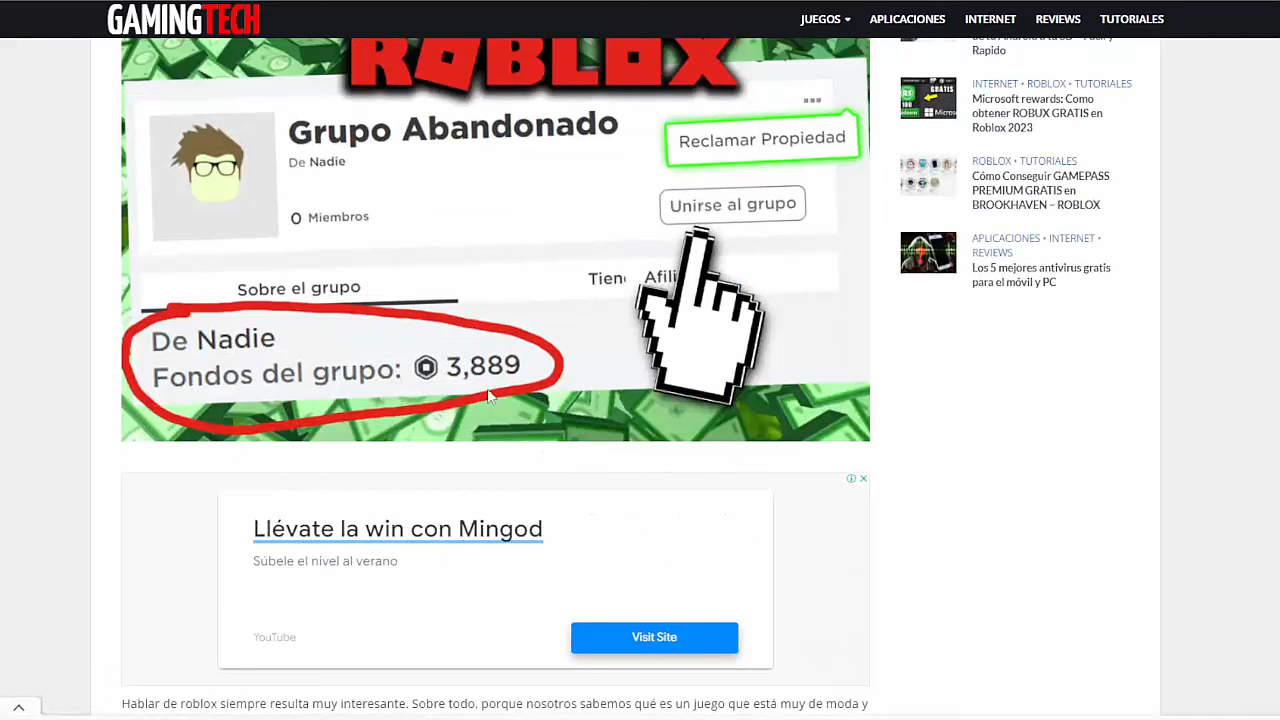 GAMINGTECH
JUEGOS
APLICACIONES
INTERNET
REVIEWS
TUTORIALES
ROBLOX
Grupo Abandonado
De Nadie
0 Miembros
Reclamar Propiedad
Unirse al grupo
Sobre el grupo
De Nadie
Fondos del grupo: 3,889
Llévate la win con Mingod
Súbele el nivel al verano
YouTube
Visit Site
Hablar de roblox siempre resulta muy interesante. Sobre todo, porque nosotros sabemos qué es un juego que está muy de moda y
Rapido
INTERNET • ROBLOX • TUTORIALES
Microsoft rewards: Como
obtener ROBUX GRATIS en
Roblox 2023
ROBLOX • TUTORIALES
Cómo Conseguir GAMEPASS
PREMIUM GRATIS en
BROOKHAVEN – ROBLOX
APLICACIONES • INTERNET •
REVIEWS
Los 5 mejores antivirus gratis
para el móvil y PC